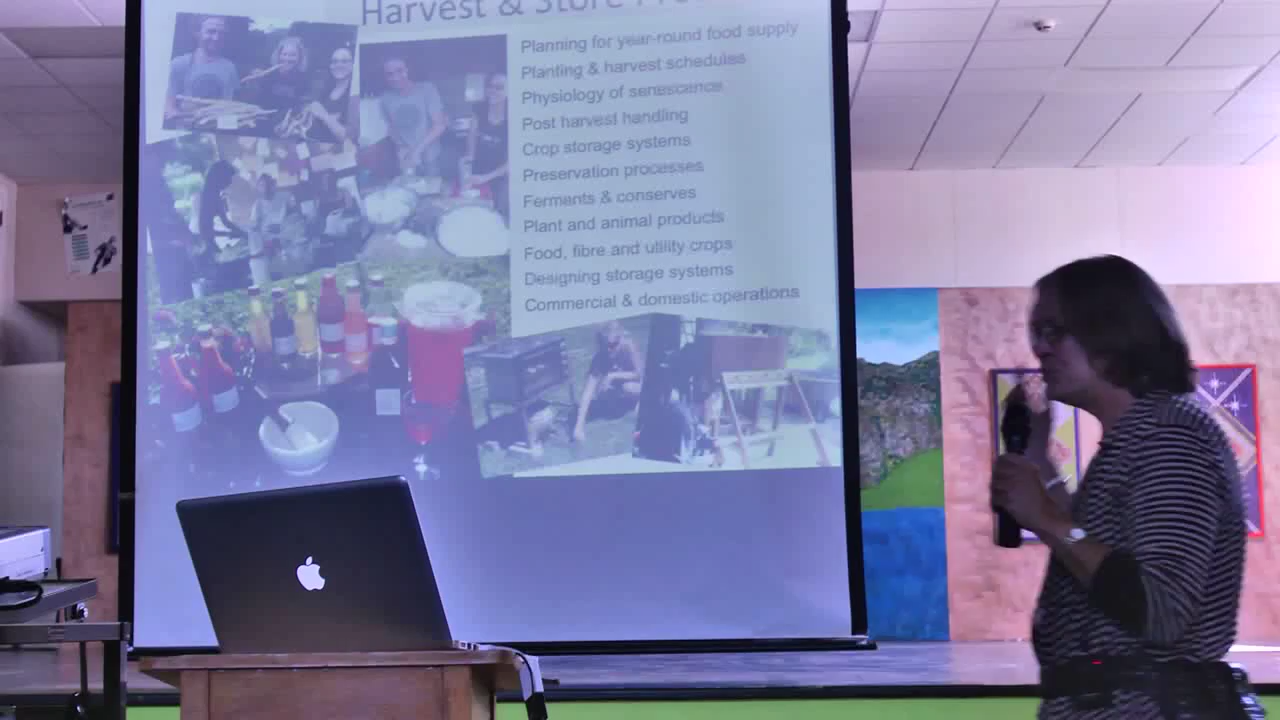 Harvest & Store
Planning for year-round food supply
Planting & harvest schedules
Physiology of senescence
Post harvest handling
Crop storage systems
Preservation processes
Ferments & conserves
Plant and animal products
Food, fibre and utility crops
Designing storage systems
Commercial & domestic operations